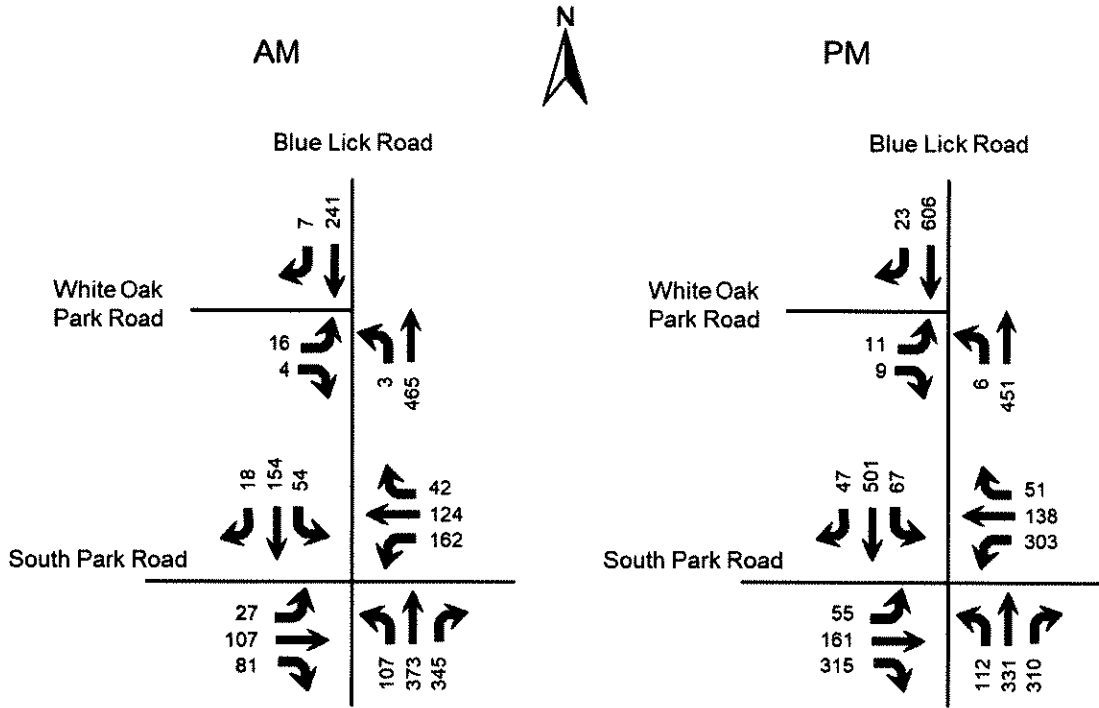 N
AM
PM
Blue Lick Road
Blue Lick Road
7 241
23 606
White Oak
Park Road
White Oak
Park Road
16
4
3 465
11
9
6 451
18 154 54
42
124
162
47 501 67
51
138
303
South Park Road
South Park Road
27
107
81
107 373 345
55
161
315
112 331 310